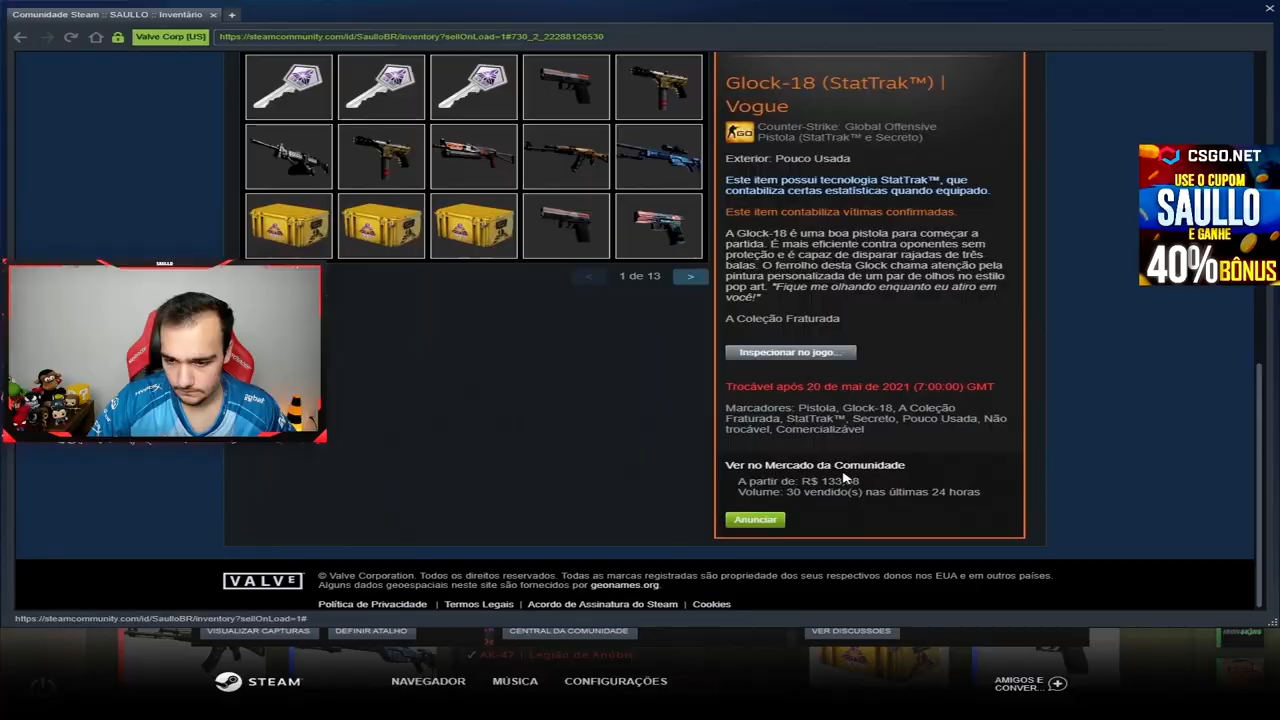 Comunidade Steam :: SAULLO :: Inventário
Valve Corp [US]
https://steamcommunity.com/id/SaulloBR/inventory?sellOnLoad=1#730_2_22288126530
Glock-18 (StatTrak™) |
Vogue
Counter-Strike: Global Offensive
Pistola (StatTrak™ e Secreto)
Exterior: Pouco Usada
Este item possui tecnologia StatTrak™, que
contabiliza certas estatísticas quando equipado.
Este item contabiliza vítimas confirmadas.
A Glock-18 é uma boa pistola para começar a
partida. É mais eficiente contra oponentes sem
proteção e é capaz de disparar rajadas de três
balas. O ferrolho desta Glock chama atenção pela
pintura personalizada de um par de olhos no estilo
pop art. "Fique me olhando enquanto eu atiro em
você!"
A Coleção Fraturada
Inspecionar no jogo...
Trocável após 20 de mai de 2021 (7:00:00) GMT
Marcadores: Pistola, Glock-18, A Coleção
Fraturada, StatTrak™, Secreto, Pouco Usada, Não
trocável, Comercializável
Ver no Mercado da Comunidade
A partir de: R$
Volume: 30 vendido(s) nas últimas 24 horas
Anunciar
< 1 de 13 >
CSGO.NET
USE O CUPOM
SAULLO
E GANHE
40% BÔNUS
SAULLO
VALVE
© Valve Corporation. Todos os direitos reservados. Todas as marcas registradas são propriedade dos seus respectivos donos nos EUA e em outros países.
Alguns dados geoespaciais neste site são fornecidos por geonames.org.
Política de Privacidade | Termos Legais | Acordo de Assinatura do Steam | Cookies
https://steamcommunity.com/id/SaulloBR/inventory?sellOnLoad=1#
VISUALIZAR CAPTURAS DEFINIR ATALHO CENTRAL DA COMUNIDADE VER DISCUSSÕES
✓ AK-47 | Legião de Anúbis
STEAM NAVEGADOR MÚSICA CONFIGURAÇÕES
AMIGOS E
CONVER...